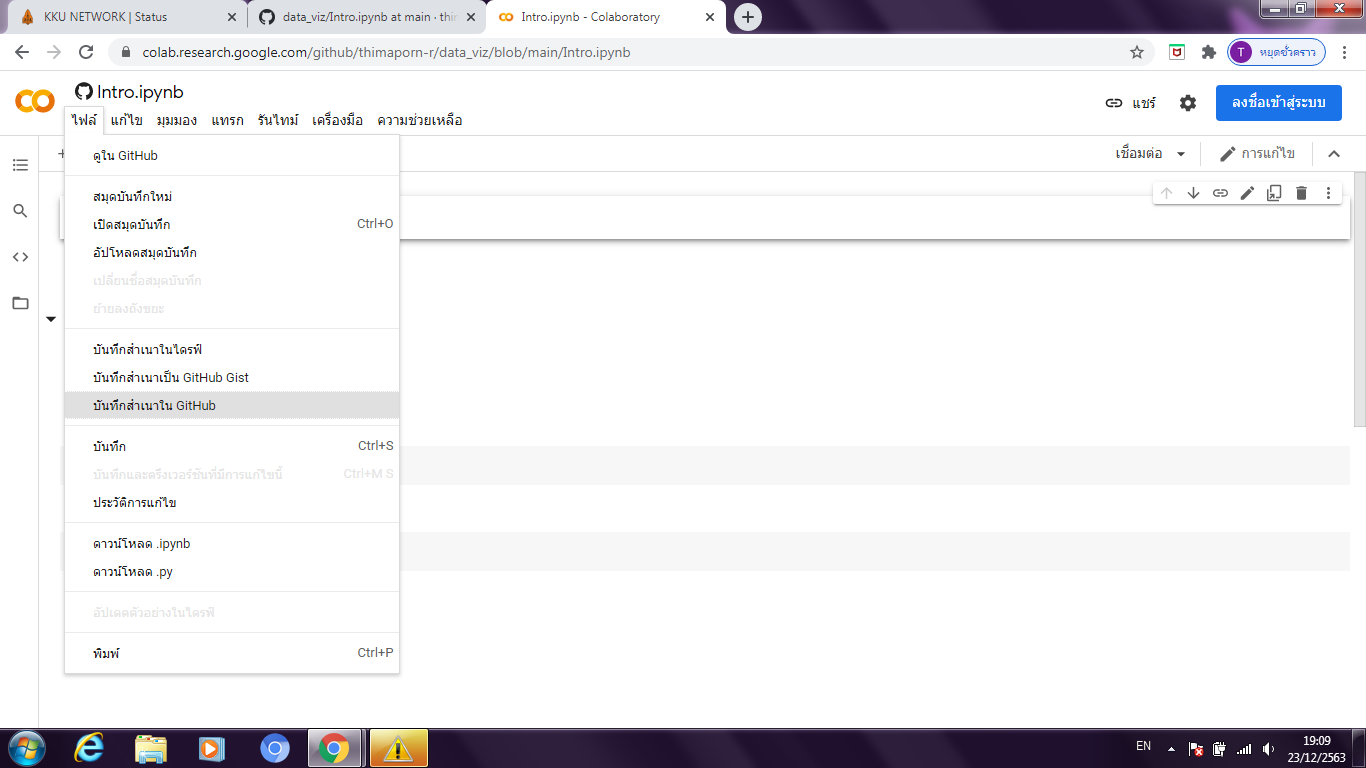 KKU NETWORK | Status
data_viz/Intro.ipynb at main · thi
Intro.ipynb - Colaboratory
colab.research.google.com/github/thimaporn-r/data_viz/blob/main/Intro.ipynb
T หยุดชั่วคราว
Intro.ipynb
แชร์
ลงชื่อเข้าสู่ระบบ
ไฟล์ แก้ไข มุมมอง แทรก รันไทม์ เครื่องมือ ความช่วยเหลือ
เชื่อมต่อ
การแก้ไข
ดูใน GitHub
สมุดบันทึกใหม่
เปิดสมุดบันทึก Ctrl+O
อัปโหลดสมุดบันทึก
เปลี่ยนชื่อสมุดบันทึก
ย้ายลงถังขยะ
บันทึกสำเนาในไดรฟ์
บันทึกสำเนาเป็น GitHub Gist
บันทึกสำเนาใน GitHub
บันทึก Ctrl+S
บันทึกและตรึงเวอร์ชันที่มีการแก้ไขนี้ Ctrl+M S
ประวัติการแก้ไข
ดาวน์โหลด .ipynb
ดาวน์โหลด .py
อัปเดตตัวอย่างในไดรฟ์
พิมพ์ Ctrl+P
EN
19:09
23/12/2563